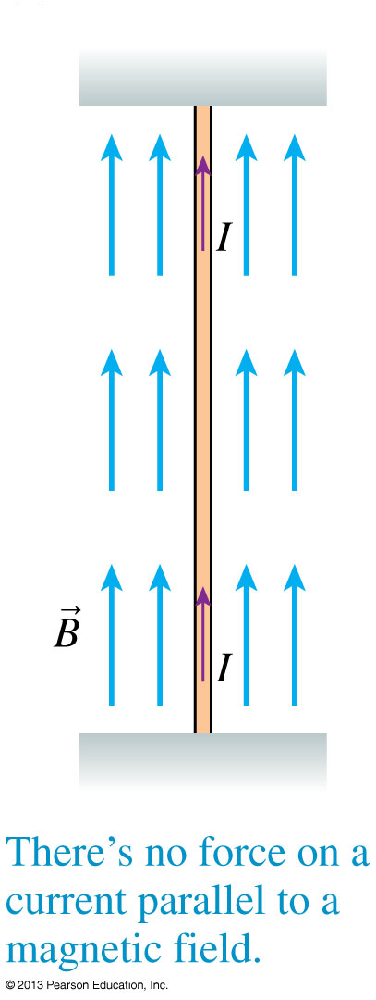 I
B
I
There’s no force on a
current parallel to a
magnetic field.
© 2013 Pearson Education, Inc.